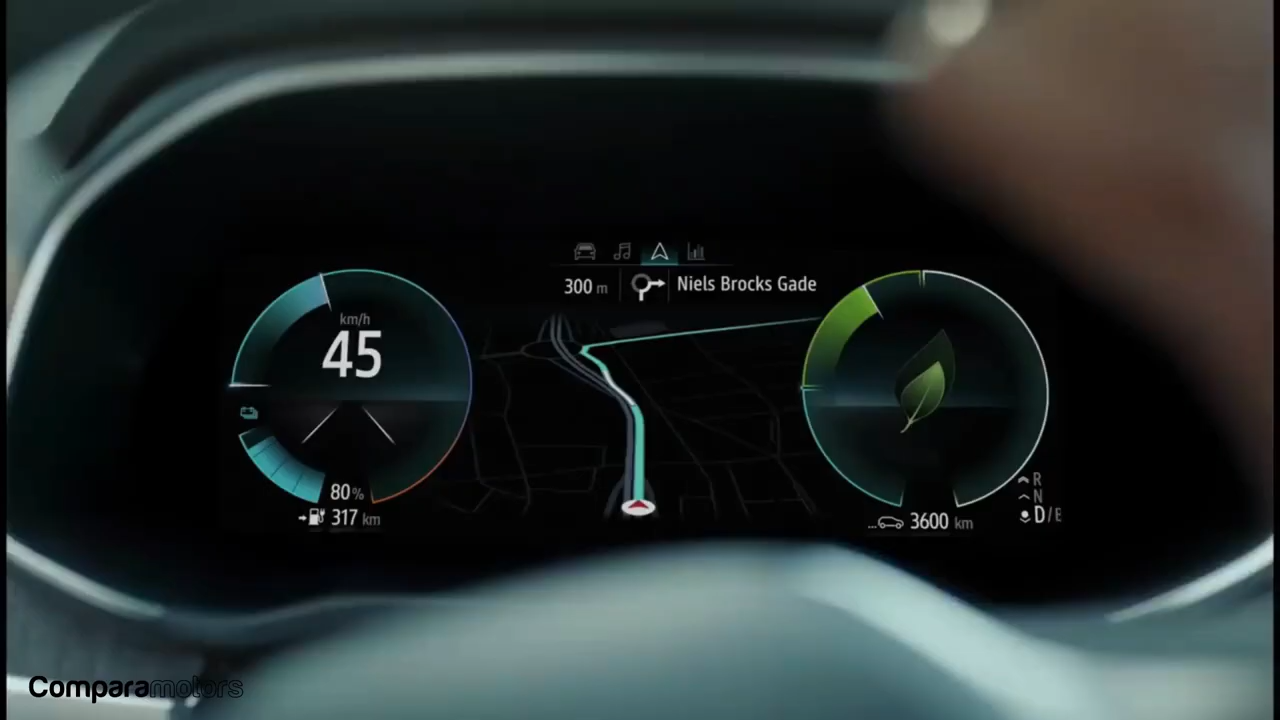 300 m
Niels Brocks Gade
km/h
45
80%
317 km
... 3600 km
R
N
D/B
Comparamotors